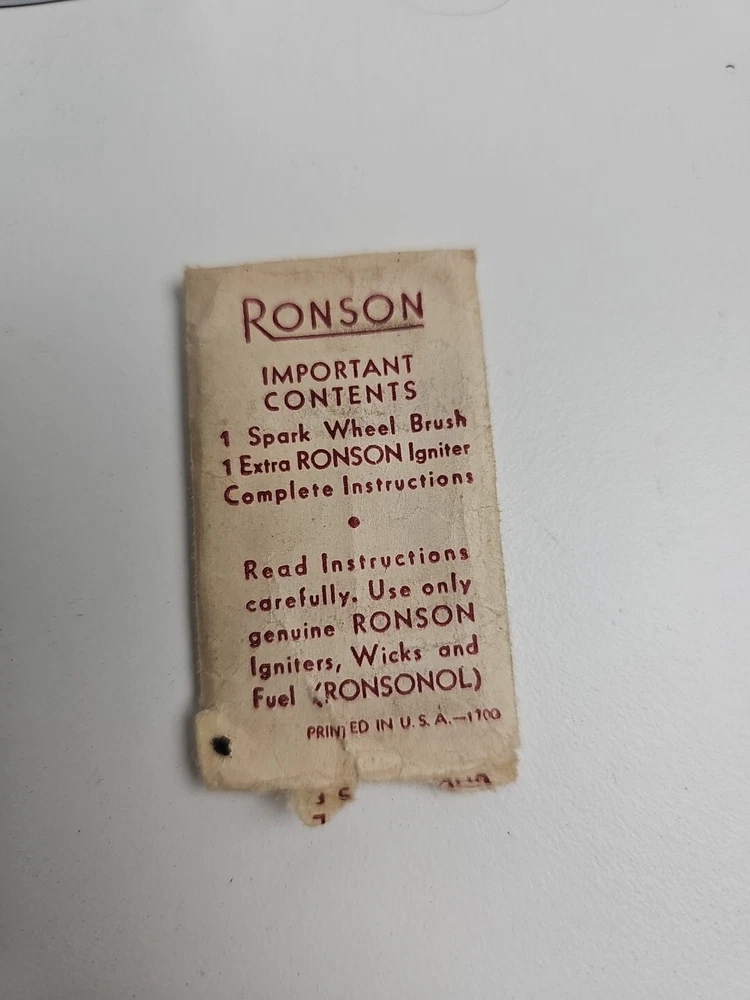 RONSON
IMPORTANT
CONTENTS
1 Spark Wheel Brush
1 Extra RONSON Igniter
Complete Instructions
•
Read Instructions
carefully. Use only
genuine RONSON
Igniters, Wicks and
Fuel (RONSONOL)
PRINTED IN U.S.A.—1700